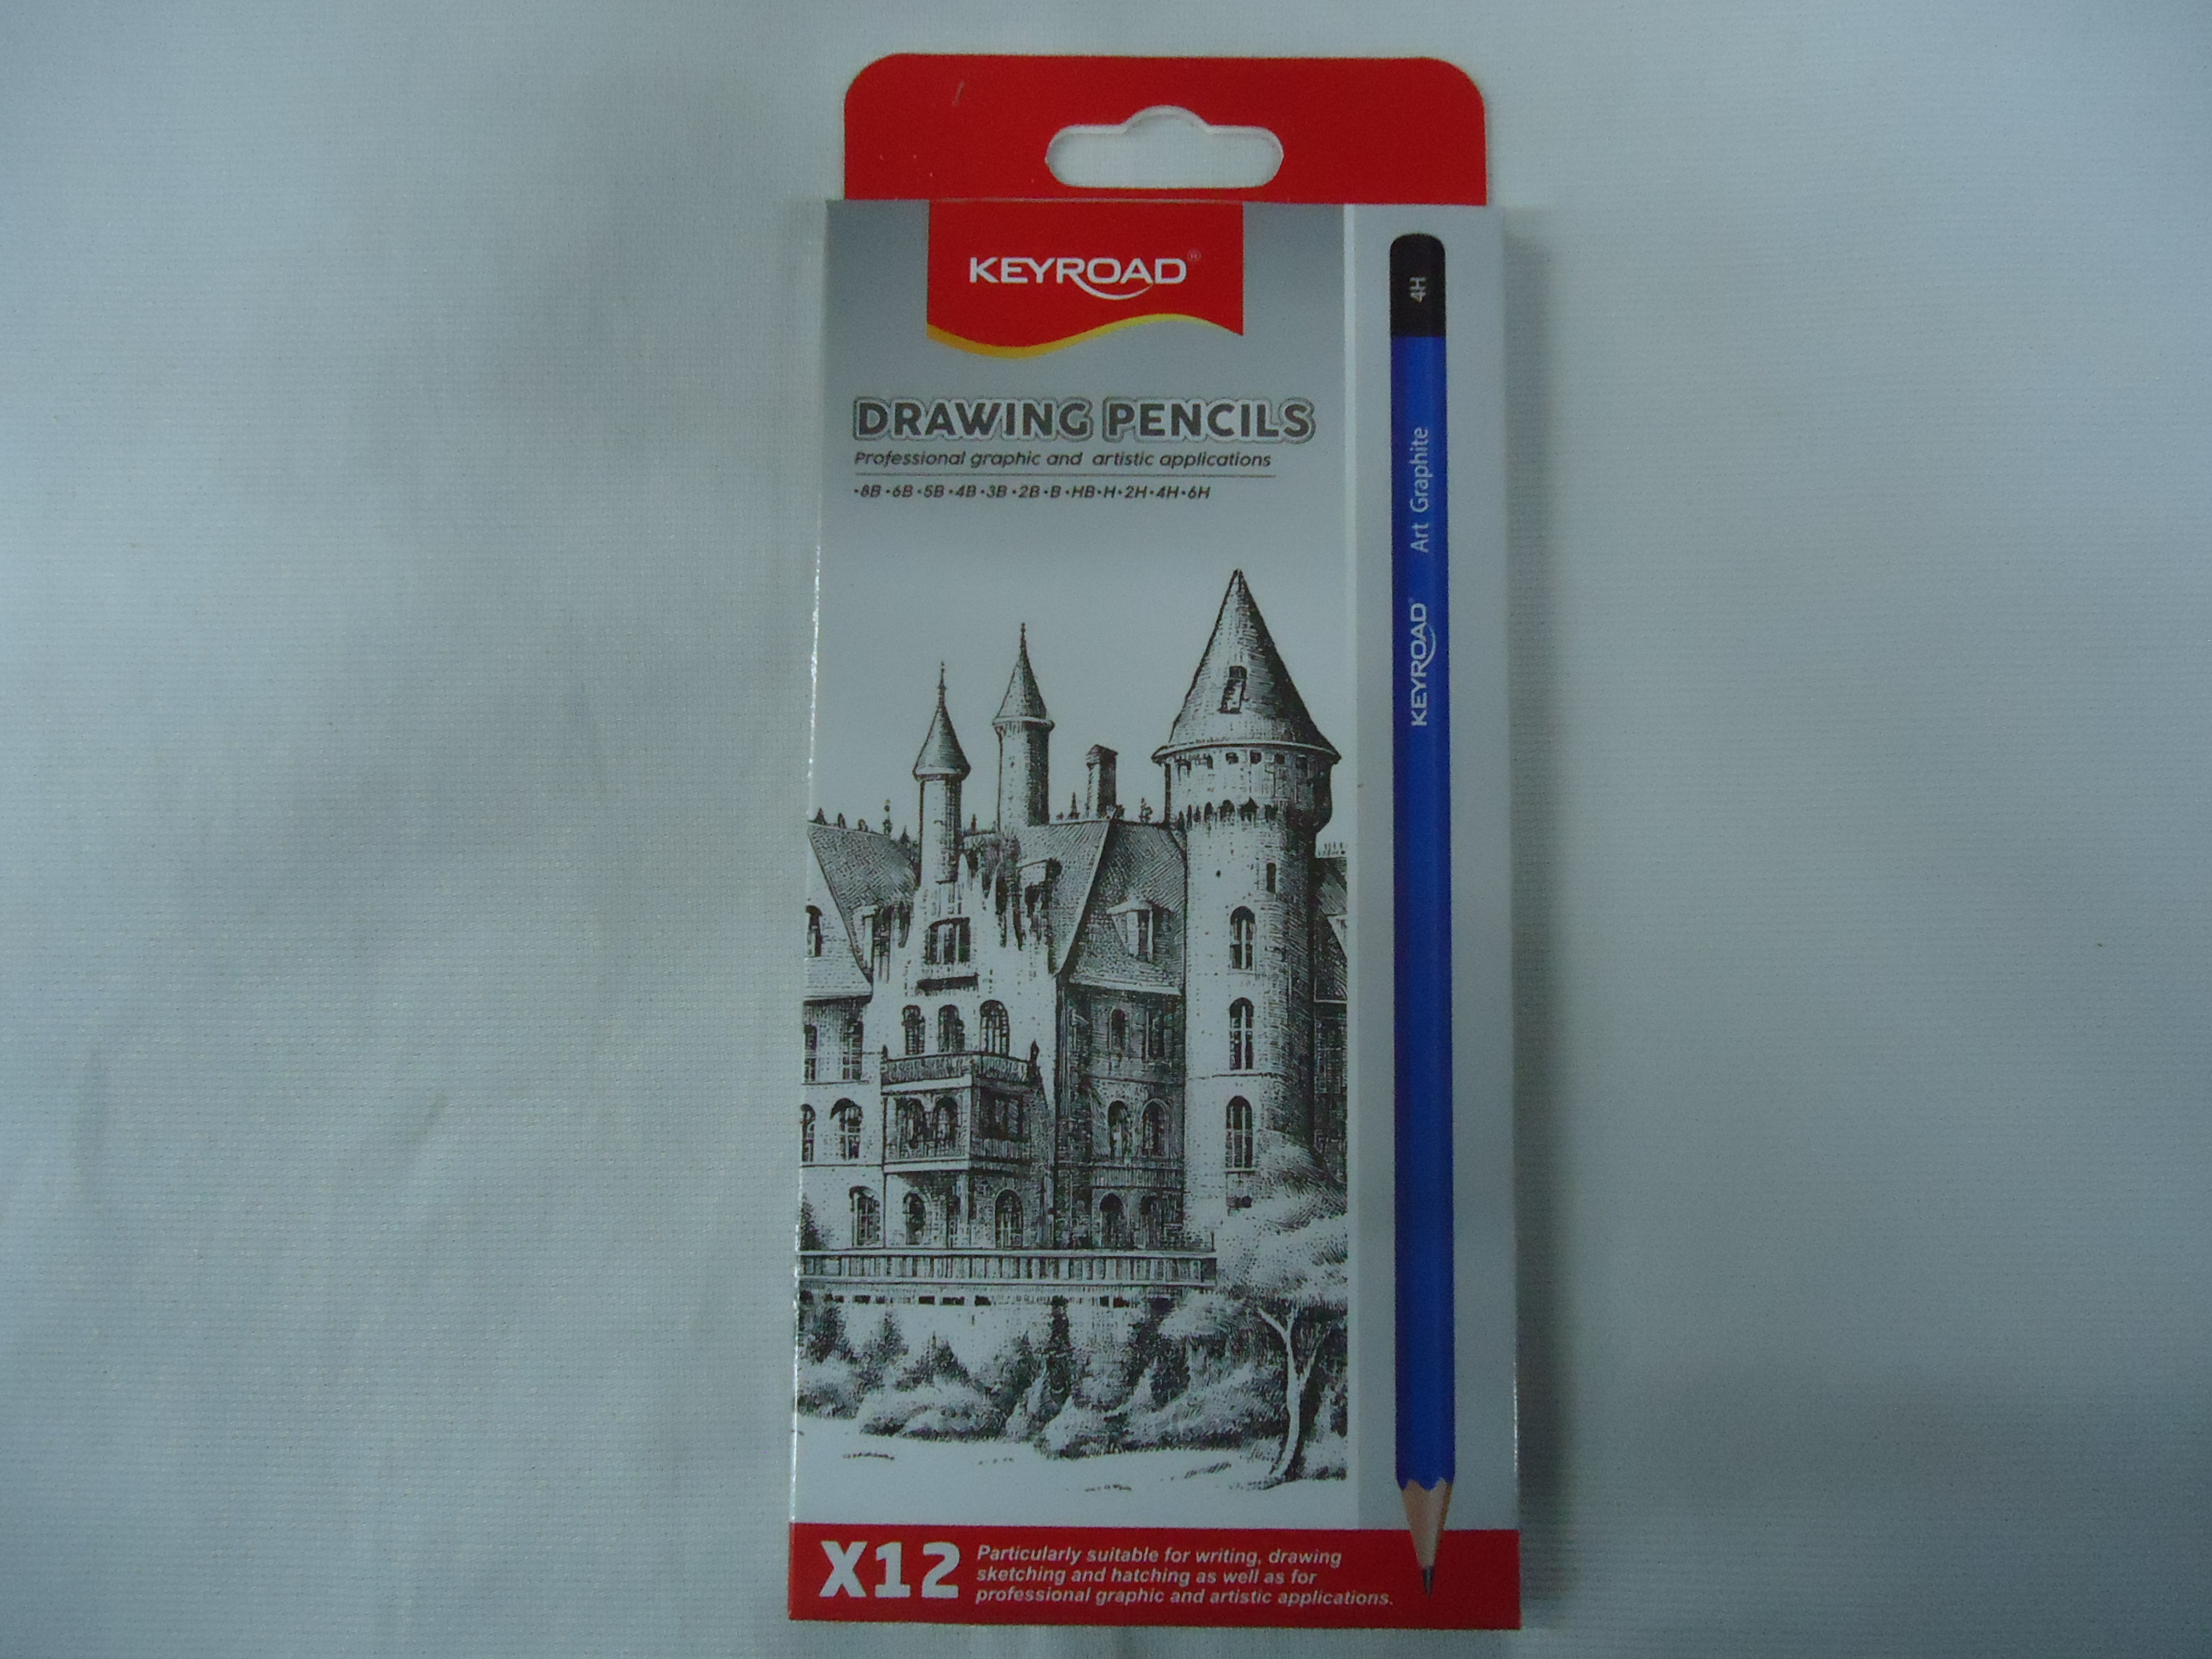 KEYROAD®
DRAWING PENCILS
Professional graphic and artistic applications
•8B •6B •5B •4B •3B •2B •B •HB•H•2H•4H•6H
4H
Art Graphite
KEYROAD®
X12
Particularly suitable for writing, drawing
sketching and hatching as well as for
professional graphic and artistic applications.